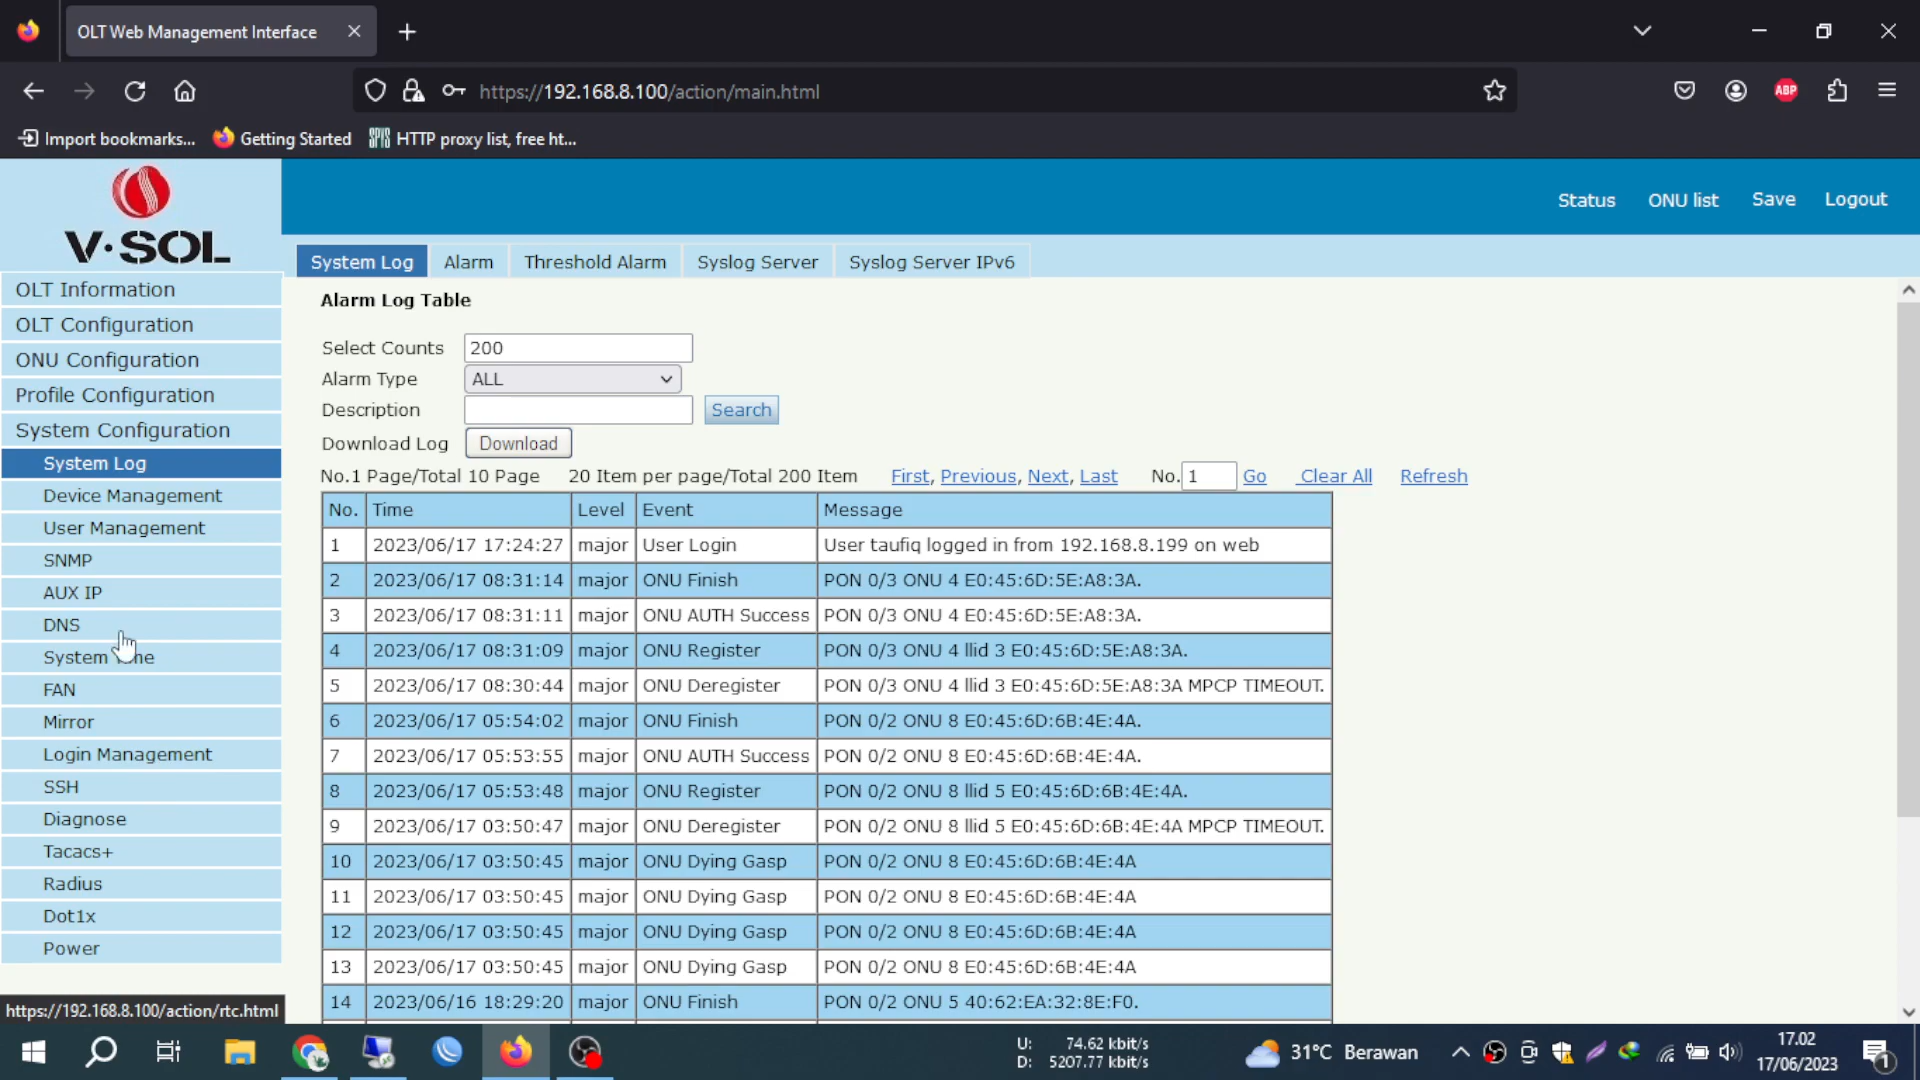 OLT Web Management Interface
https://192.168.8.100/action/main.html
ABP
Import bookmarks...
Getting Started
HTTP proxy list, free ht...
V·SOL
Status
ONU list
Save
Logout
System Log
Alarm
Threshold Alarm
Syslog Server
Syslog Server IPv6
OLT Information
OLT Configuration
ONU Configuration
Profile Configuration
System Configuration
System Log
Device Management
User Management
SNMP
AUX IP
DNS
System
FAN
Mirror
Login Management
SSH
Diagnose
Tacacs+
Radius
Dot1x
Power
Alarm Log Table
Select Counts 200
Alarm Type ALL
Description Search
Download Log Download
No.1 Page/Total 10 Page 20 Item per page/Total 200 Item First, Previous, Next, Last No. 1 Go Clear All Refresh
No. Time Level Event Message
1 2023/06/17 17:24:27 major User Login User taufiq logged in from 192.168.8.199 on web
2 2023/06/17 08:31:14 major ONU Finish PON 0/3 ONU 4 E0:45:6D:5E:A8:3A.
3 2023/06/17 08:31:11 major ONU AUTH Success PON 0/3 ONU 4 E0:45:6D:5E:A8:3A.
4 2023/06/17 08:31:09 major ONU Register PON 0/3 ONU 4 llid 3 E0:45:6D:5E:A8:3A.
5 2023/06/17 08:30:44 major ONU Deregister PON 0/3 ONU 4 llid 3 E0:45:6D:5E:A8:3A MPCP TIMEOUT.
6 2023/06/17 05:54:02 major ONU Finish PON 0/2 ONU 8 E0:45:6D:6B:4E:4A.
7 2023/06/17 05:53:55 major ONU AUTH Success PON 0/2 ONU 8 E0:45:6D:6B:4E:4A.
8 2023/06/17 05:53:48 major ONU Register PON 0/2 ONU 8 llid 5 E0:45:6D:6B:4E:4A.
9 2023/06/17 03:50:47 major ONU Deregister PON 0/2 ONU 8 llid 5 E0:45:6D:6B:4E:4A MPCP TIMEOUT.
10 2023/06/17 03:50:45 major ONU Dying Gasp PON 0/2 ONU 8 E0:45:6D:6B:4E:4A
11 2023/06/17 03:50:45 major ONU Dying Gasp PON 0/2 ONU 8 E0:45:6D:6B:4E:4A
12 2023/06/17 03:50:45 major ONU Dying Gasp PON 0/2 ONU 8 E0:45:6D:6B:4E:4A
13 2023/06/17 03:50:45 major ONU Dying Gasp PON 0/2 ONU 8 E0:45:6D:6B:4E:4A
14 2023/06/16 18:29:20 major ONU Finish PON 0/2 ONU 5 40:62:EA:32:8E:F0.
https://192.168.8.100/action/rtc.html
U: 74.62 kbit/s
D: 5207.77 kbit/s
31°C Berawan
17.02
17/06/2023
1